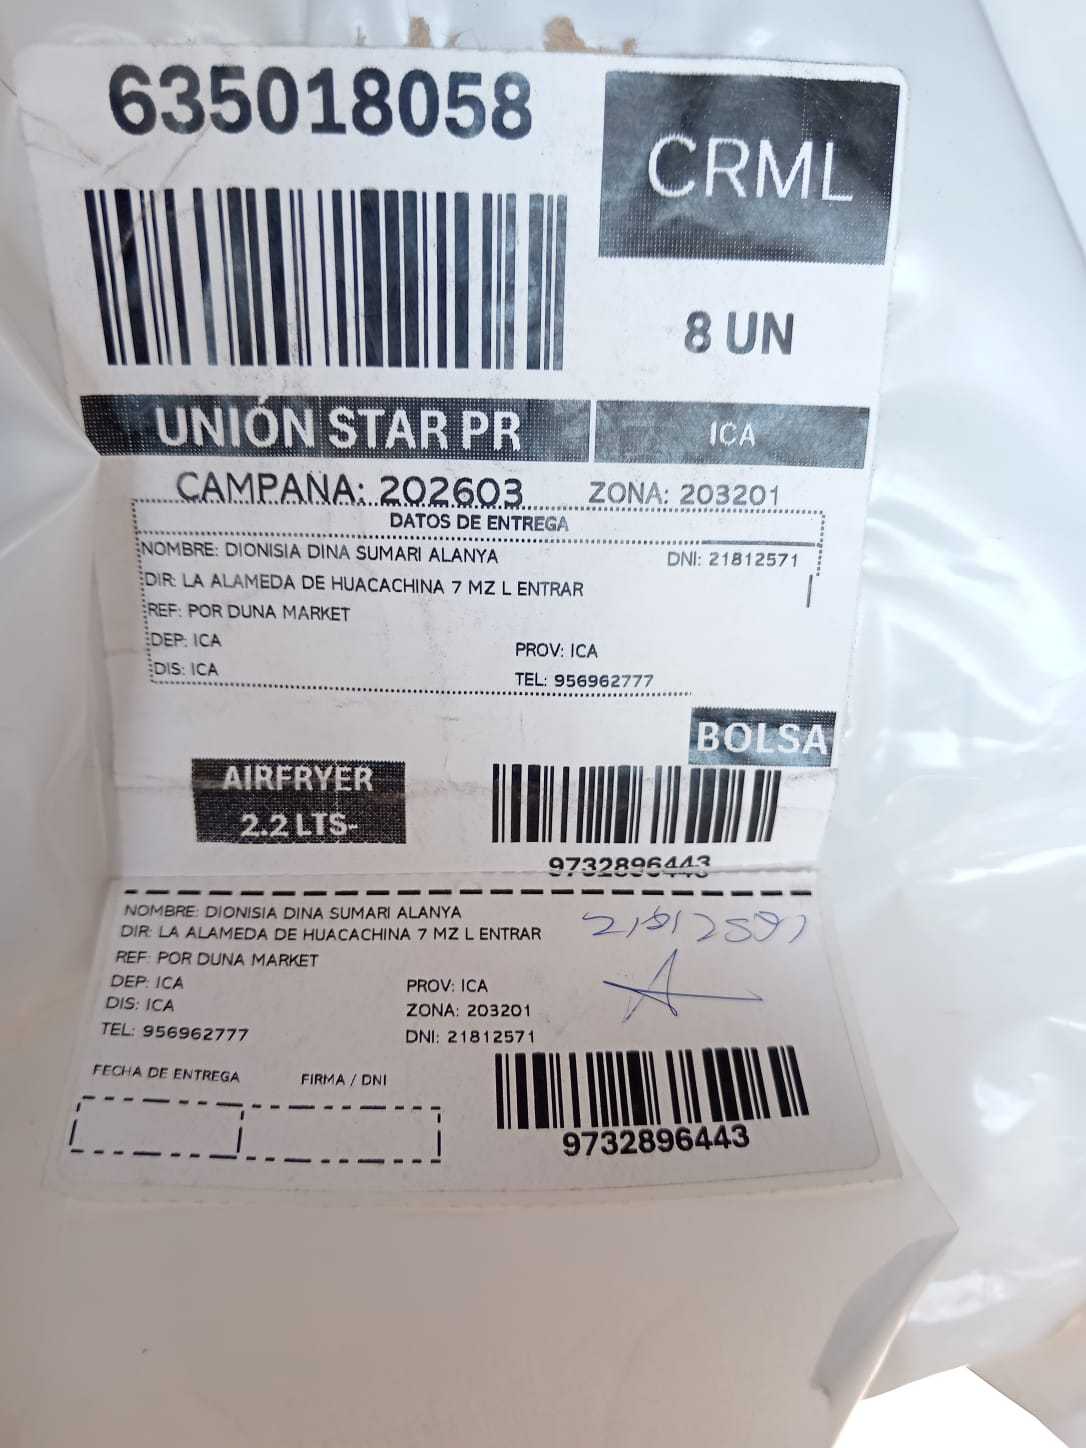 635018058
CRML
8 UN
UNIÓN STAR PR
ICA
CAMPAÑA: 202603
ZONA: 203201
DATOS DE ENTREGA
NOMBRE: DIONISIA DINA SUMARI ALANYA
DNI: 21812571
DIR: LA ALAMEDA DE HUACACHINA 7 MZ L ENTRAR
REF: POR DUNA MARKET
DEP: ICA
PROV: ICA
DIS: ICA
TEL: 956962777
BOLSA
AIRFRYER
2.2 LTS-
9732896443
NOMBRE: DIONISIA DINA SUMARI ALANYA
DIR: LA ALAMEDA DE HUACACHINA 7 MZ L ENTRAR
REF: POR DUNA MARKET
DEP: ICA
PROV: ICA
DIS: ICA
ZONA: 203201
TEL: 956962777
DNI: 21812571
FECHA DE ENTREGA
FIRMA / DNI
9732896443